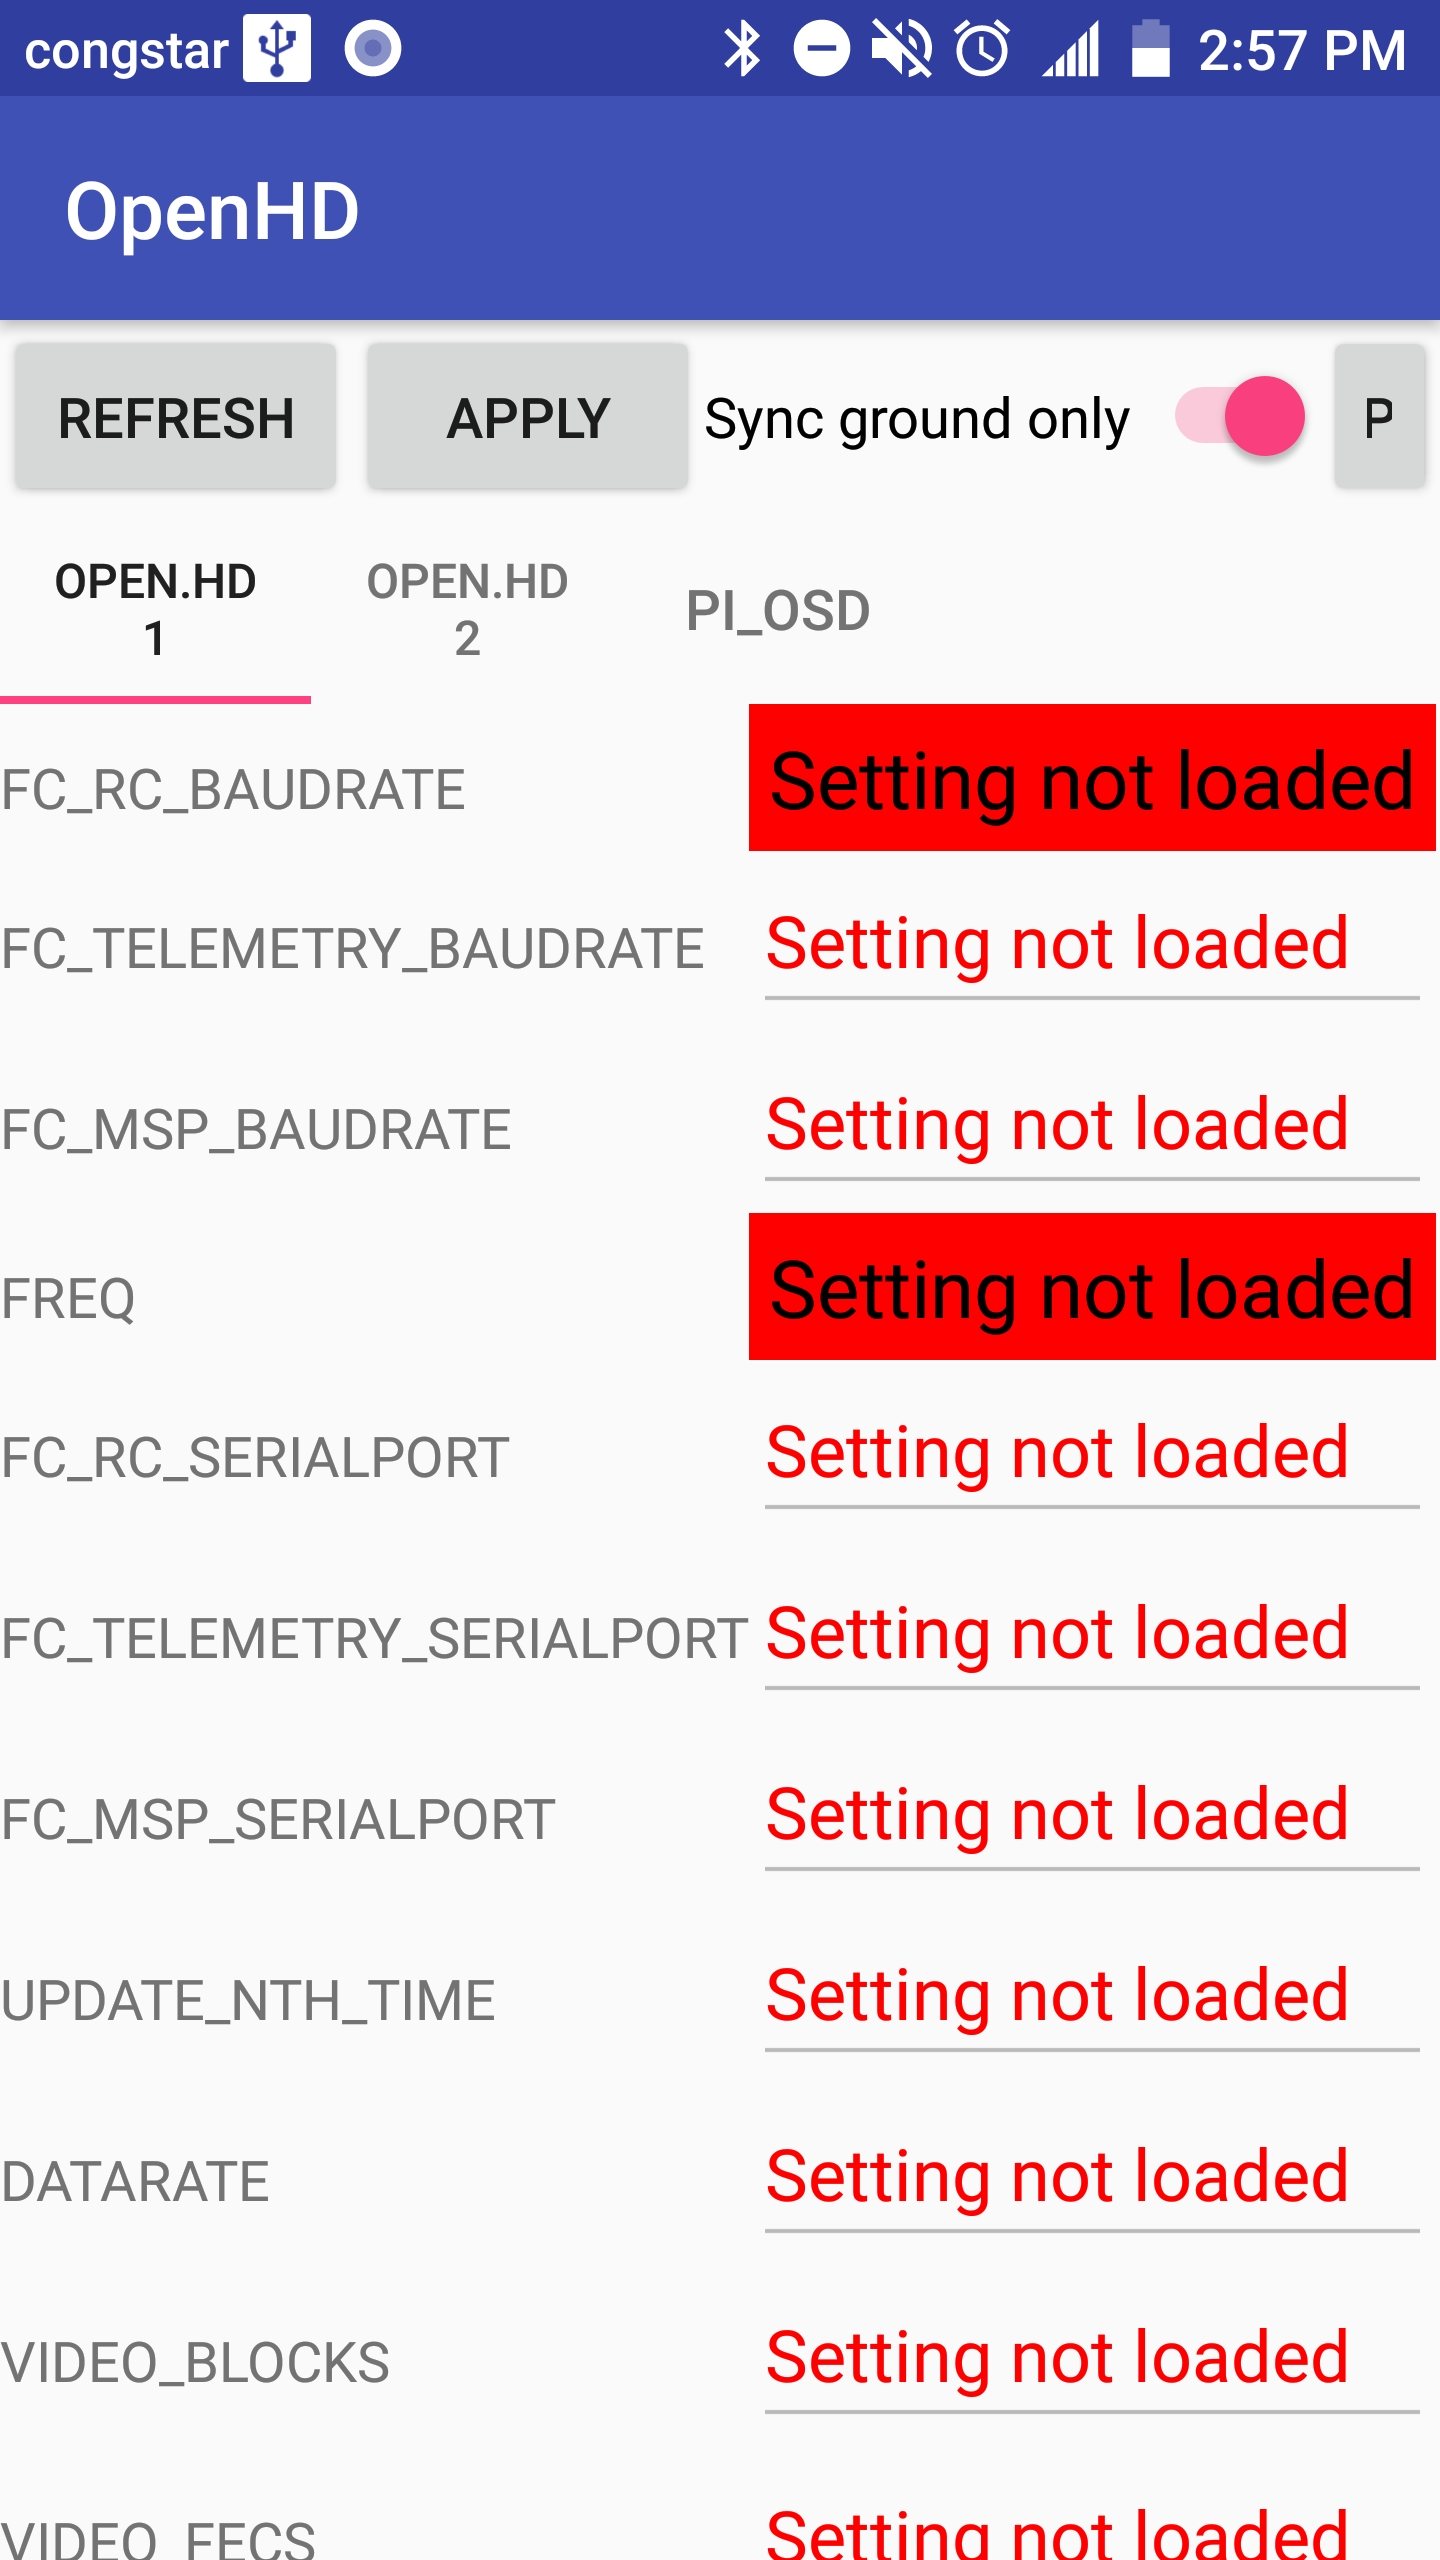 congstar 2:57 PM
OpenHD
REFRESH APPLY Sync ground only P
OPEN.HD 1 OPEN.HD 2 PI_OSD
FC_RC_BAUDRATE Setting not loaded
FC_TELEMETRY_BAUDRATE Setting not loaded
FC_MSP_BAUDRATE Setting not loaded
FREQ Setting not loaded
FC_RC_SERIALPORT Setting not loaded
FC_TELEMETRY_SERIALPORT Setting not loaded
FC_MSP_SERIALPORT Setting not loaded
UPDATE_NTH_TIME Setting not loaded
DATARATE Setting not loaded
VIDEO_BLOCKS Setting not loaded
VIDEO_FECS Setting not loaded